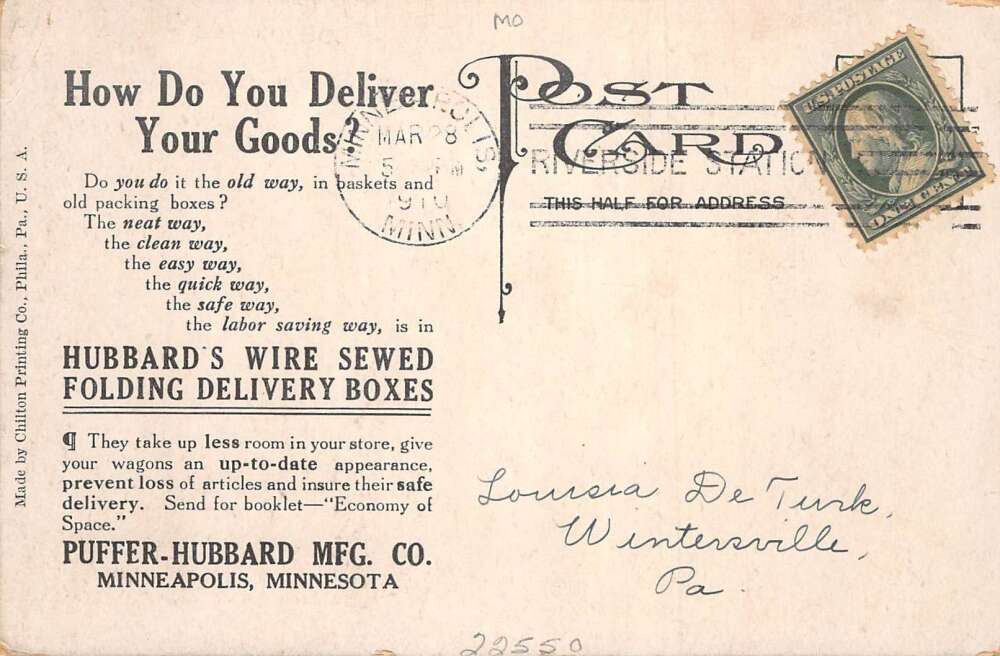 MO
How Do You Deliver
Your Goods?
Do you do it the old way, in baskets and
old packing boxes?
The neat way,
the clean way,
the easy way,
the quick way,
the safe way,
the labor saving way, is in
HUBBARD'S WIRE SEWED
FOLDING DELIVERY BOXES
¶ They take up less room in your store, give
your wagons an up-to-date appearance,
prevent loss of articles and insure their safe
delivery. Send for booklet—"Economy of
Space."
PUFFER-HUBBARD MFG. CO.
MINNEAPOLIS, MINNESOTA
Made by Chilton Printing Co., Phila., Pa., U. S. A.
MINNEAPOLIS
MAR 28
5 PM
1910
MINN.
POST
CARD
RIVERSIDE STATION
THIS HALF FOR ADDRESS
U.S. POSTAGE
ONE CENT
Louisia De Turk,
Wintersville,
Pa.
22550